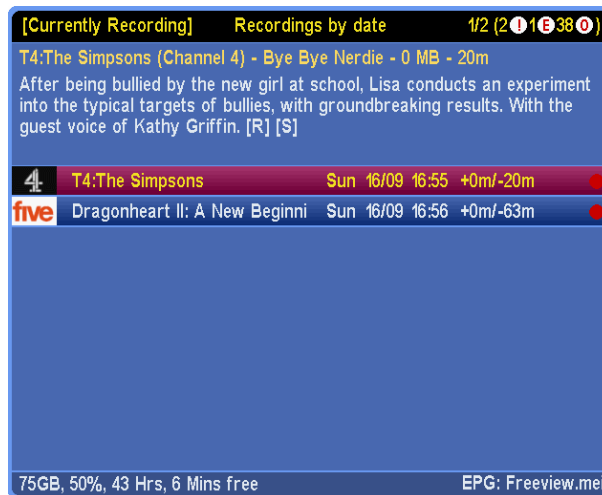 [Currently Recording] Recordings by date 1/2 (2!1E38O)
T4:The Simpsons (Channel 4) - Bye Bye Nerdie - 0 MB - 20m
After being bullied by the new girl at school, Lisa conducts an experiment
into the typical targets of bullies, with groundbreaking results. With the
guest voice of Kathy Griffin. [R] [S]
4 T4:The Simpsons Sun 16/09 16:55 +0m/-20m
five Dragonheart II: A New Beginni Sun 16/09 16:56 +0m/-63m
75GB, 50%, 43 Hrs, 6 Mins free EPG: Freeview.mei